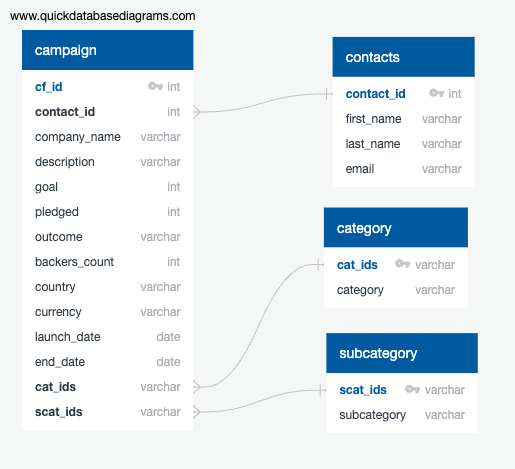 www.quickdatabasediagrams.com
campaign
cf_id int
contact_id int
company_name varchar
description varchar
goal int
pledged int
outcome varchar
backers_count int
country varchar
currency varchar
launch_date date
end_date date
cat_ids varchar
scat_ids varchar
contacts
contact_id int
first_name varchar
last_name varchar
email varchar
category
cat_ids varchar
category varchar
subcategory
scat_ids varchar
subcategory varchar